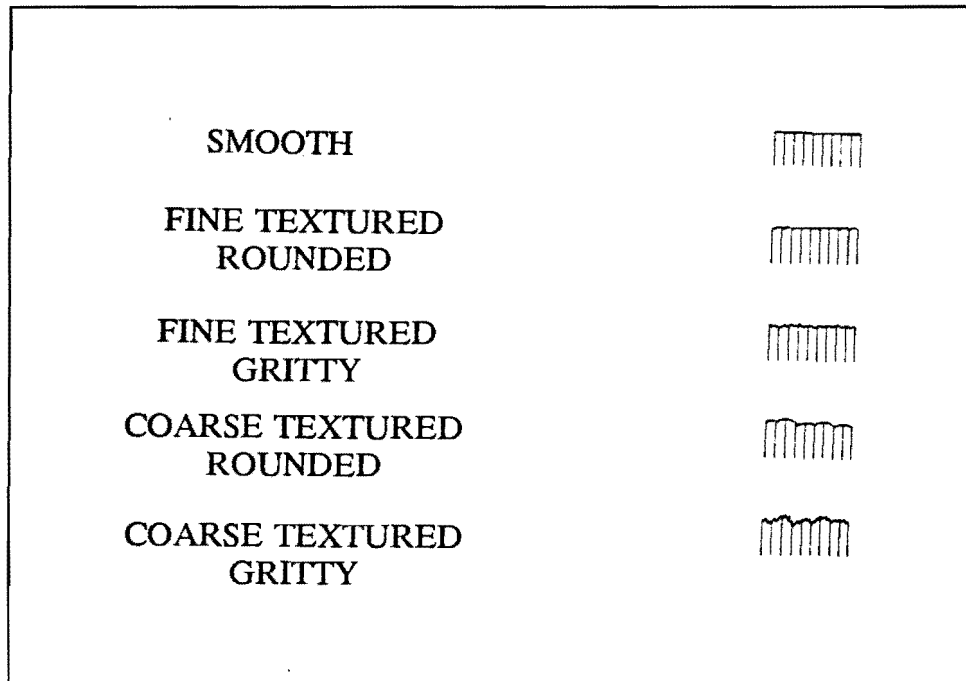 SMOOTH
FINE TEXTURED
ROUNDED
FINE TEXTURED
GRITTY
COARSE TEXTURED
ROUNDED
COARSE TEXTURED
GRITTY